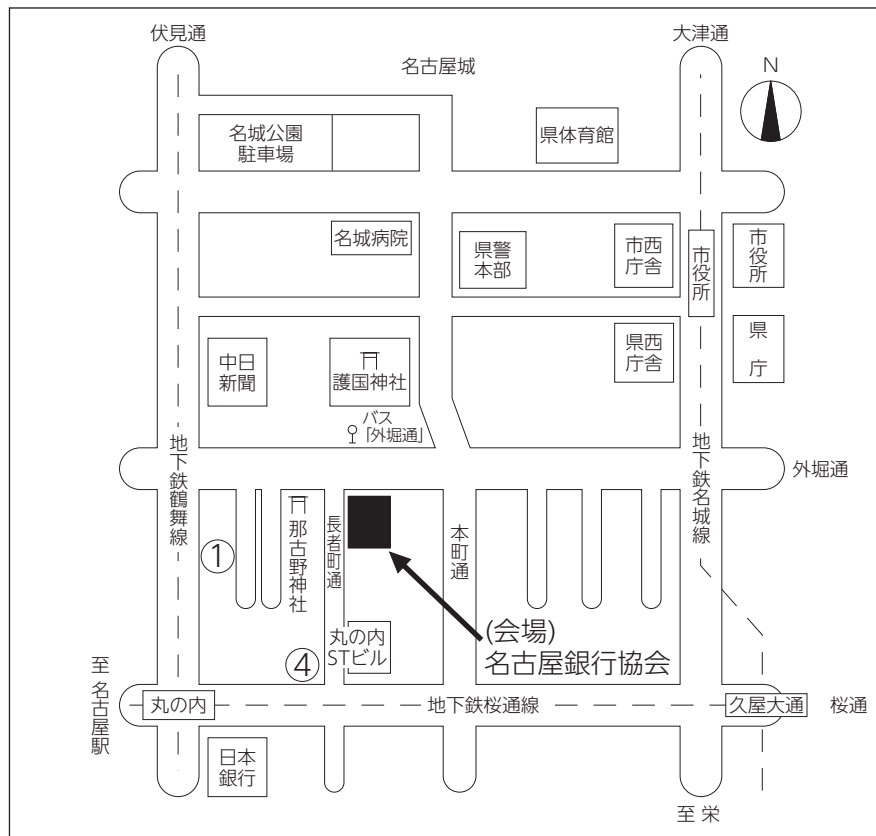 伏見通
大津通
名古屋城
N
名城公園
駐車場
県体育館
名城病院
県警
本部
市西
庁舎
市役所
市役所
中日
新聞
護国神社
県西
庁舎
県庁
バス
「外堀通」
地下鉄鶴舞線
地下鉄名城線
外堀通
①
那古野神社
長者町通
本町通
(会場)
名古屋銀行協会
丸の内
STビル
④
至 名古屋駅
丸の内
地下鉄桜通線
久屋大通
桜通
日本
銀行
至 栄